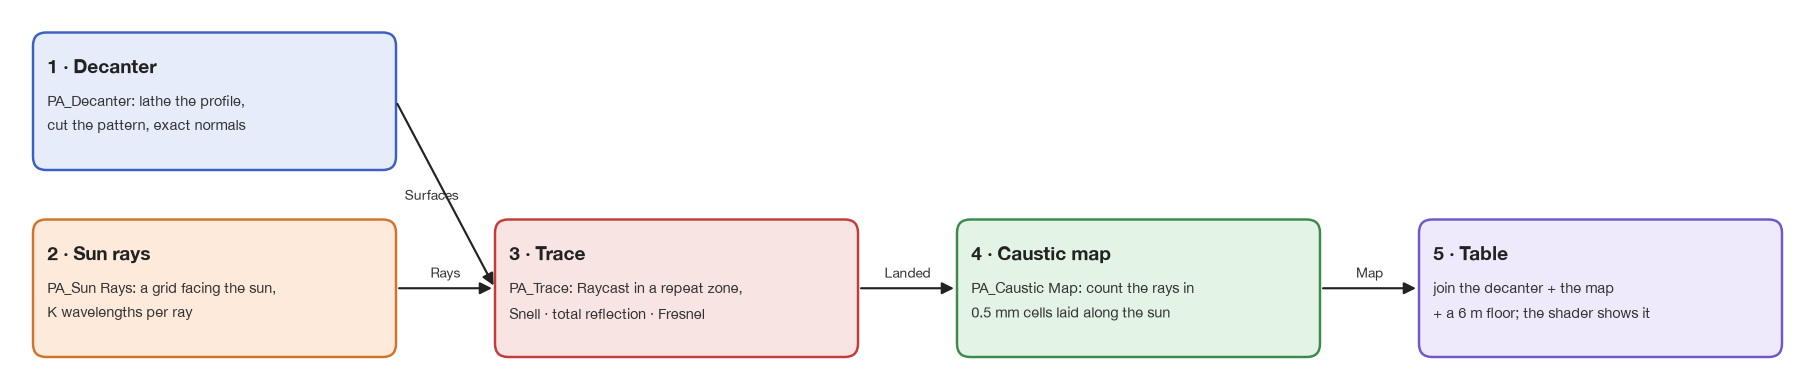 1 · Decanter
PA_Decanter: lathe the profile,
cut the pattern, exact normals
Surfaces
2 · Sun rays
PA_Sun Rays: a grid facing the sun,
K wavelengths per ray
Rays
3 · Trace
PA_Trace: Raycast in a repeat zone,
Snell · total reflection · Fresnel
Landed
4 · Caustic map
PA_Caustic Map: count the rays in
0.5 mm cells laid along the sun
Map
5 · Table
join the decanter + the map
+ a 6 m floor; the shader shows it